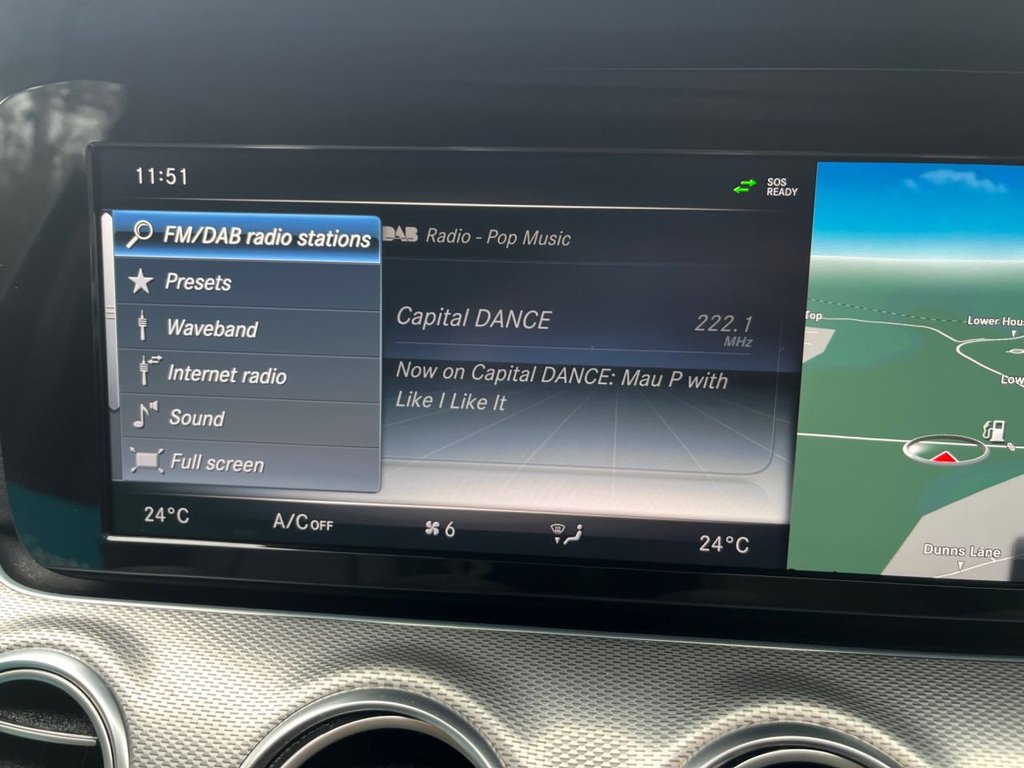 11:51
SOS
READY
FM/DAB radio stations
DAB Radio - Pop Music
Presets
Waveband
Internet radio
Sound
Full screen
Capital DANCE
222.1
MHz
Now on Capital DANCE: Mau P with
Like I Like It
24°C
A/C OFF
6
24°C
Top
Lower Hou
Low
Dunns Lane